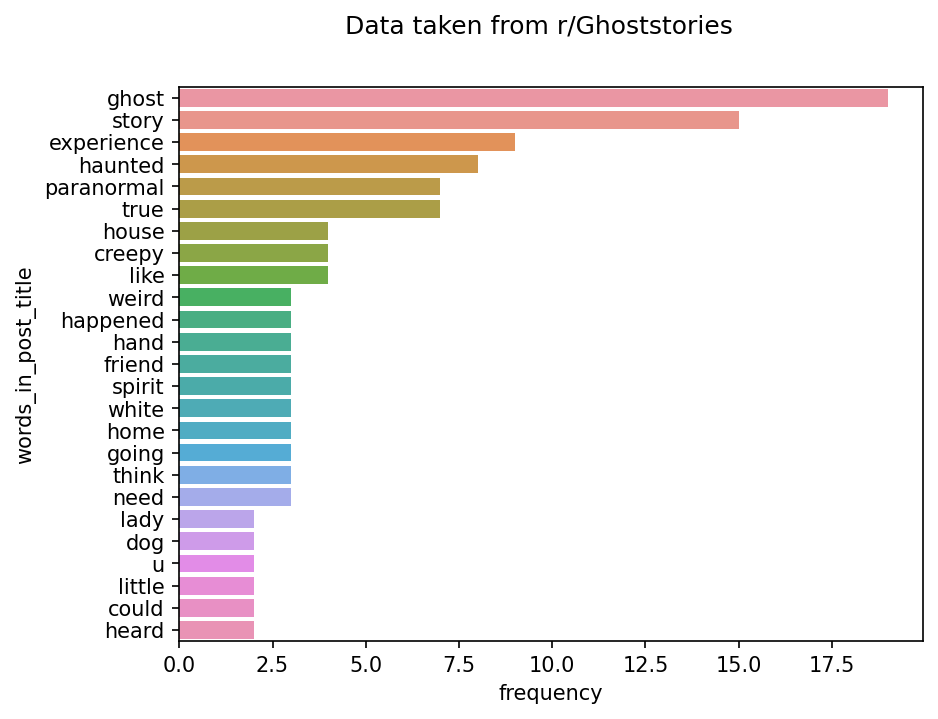 Data taken from r/Ghoststories
words_in_post_title
ghost
story
experience
haunted
paranormal
true
house
creepy
like
weird
happened
hand
friend
spirit
white
home
going
think
need
lady
dog
u
little
could
heard
0.0 2.5 5.0 7.5 10.0 12.5 15.0 17.5
frequency